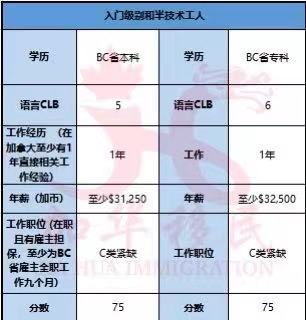 入门级别和半技术工人
学历 BC省本科 学历 BC省专科
语言CLB 5 语言CLB 6
工作经历 （在
加拿大至少有1
年直接相关工
作经验） 1年 工作 1年
年薪（加币） 至少$31,250 年薪 至少$32,500
工作职位 (在职
且有雇主担
保，至少为BC
省雇主全职工
作九个月） C类紧缺 工作职位 C类紧缺
分数 75 分数 75
HUA IMMIGRATION